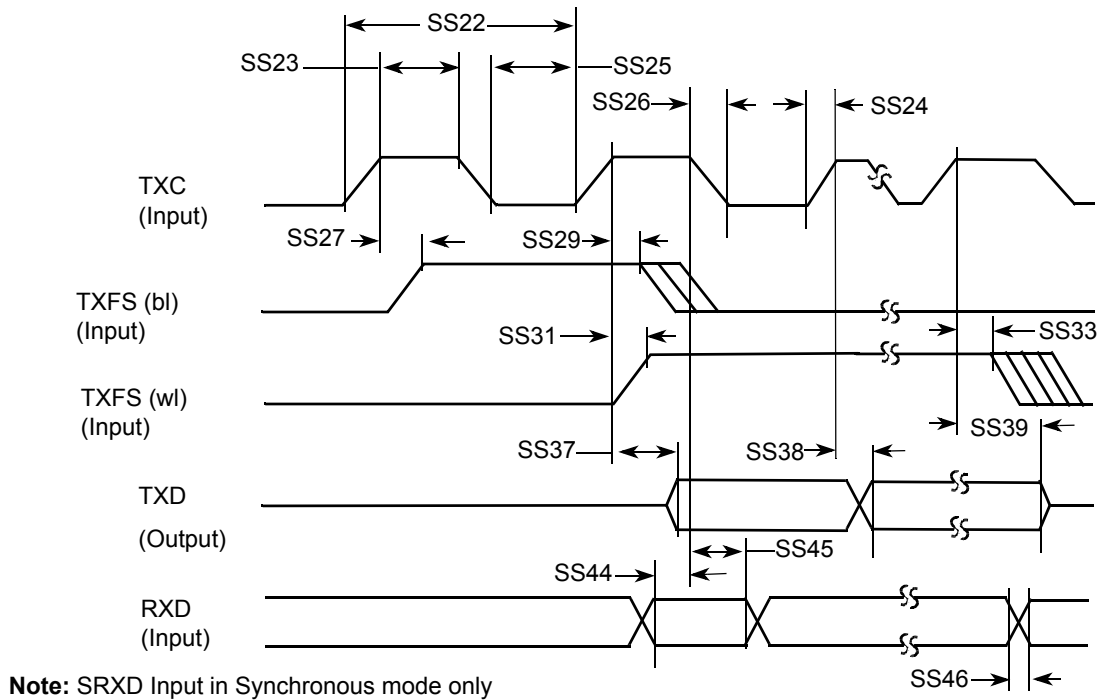 SS22
SS23
SS25
SS26
SS24
TXC
(Input)
SS27
SS29
TXFS (bl)
(Input)
SS31
SS33
TXFS (wl)
(Input)
SS39
SS37
SS38
TXD
(Output)
SS45
SS44
RXD
(Input)
SS46
Note: SRXD Input in Synchronous mode only